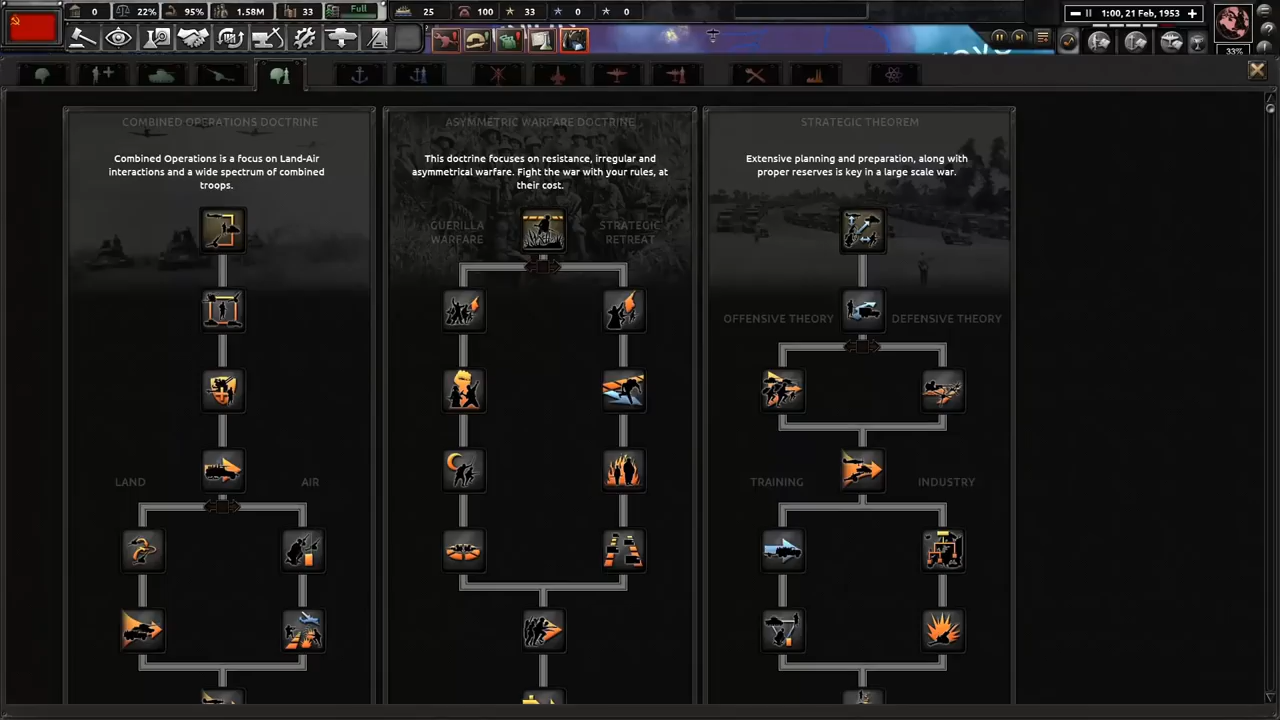 0 22% 95% 1.58M 33 Full 25 100 33 0 0
1:00, 21 Feb, 1953
33%
COMBINED OPERATIONS DOCTRINE
Combined Operations is a focus on Land-Air
interactions and a wide spectrum of combined
troops.
LAND
AIR
ASYMMETRIC WARFARE DOCTRINE
This doctrine focuses on resistance, irregular and
asymmetrical warfare. Fight the war with your rules, at
their cost.
GUERILLA
WARFARE
STRATEGIC
RETREAT
STRATEGIC THEOREM
Extensive planning and preparation, along with
proper reserves is key in a large scale war.
OFFENSIVE THEORY
DEFENSIVE THEORY
TRAINING
INDUSTRY